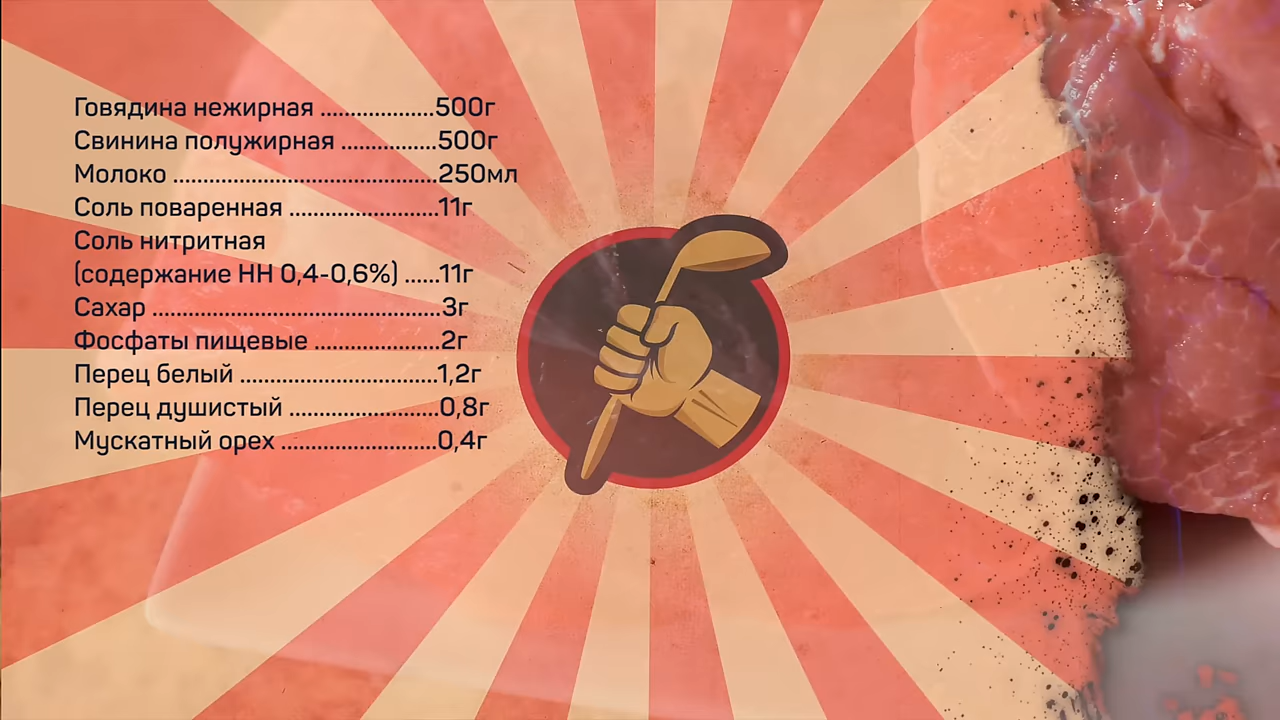 Говядина нежирная ...................500г
Свинина полужирная ................500г
Молоко ............................................250мл
Соль поваренная .........................11г
Соль нитритная
(содержание НН 0,4-0,6%) ......11г
Сахар ................................................3г
Фосфаты пищевые .....................2г
Перец белый .................................1,2г
Перец душистый .........................0,8г
Мускатный орех ..........................0,4г